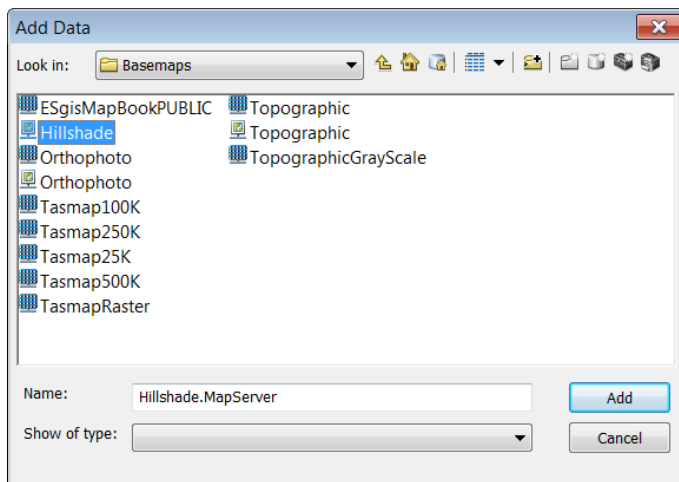 Add Data
Look in: Basemaps
ESgisMapBookPUBLIC
Hillshade
Orthophoto
Orthophoto
Tasmap100K
Tasmap250K
Tasmap25K
Tasmap500K
TasmapRaster
Topographic
Topographic
TopographicGrayScale
Name: Hillshade.MapServer
Add
Show of type:
Cancel